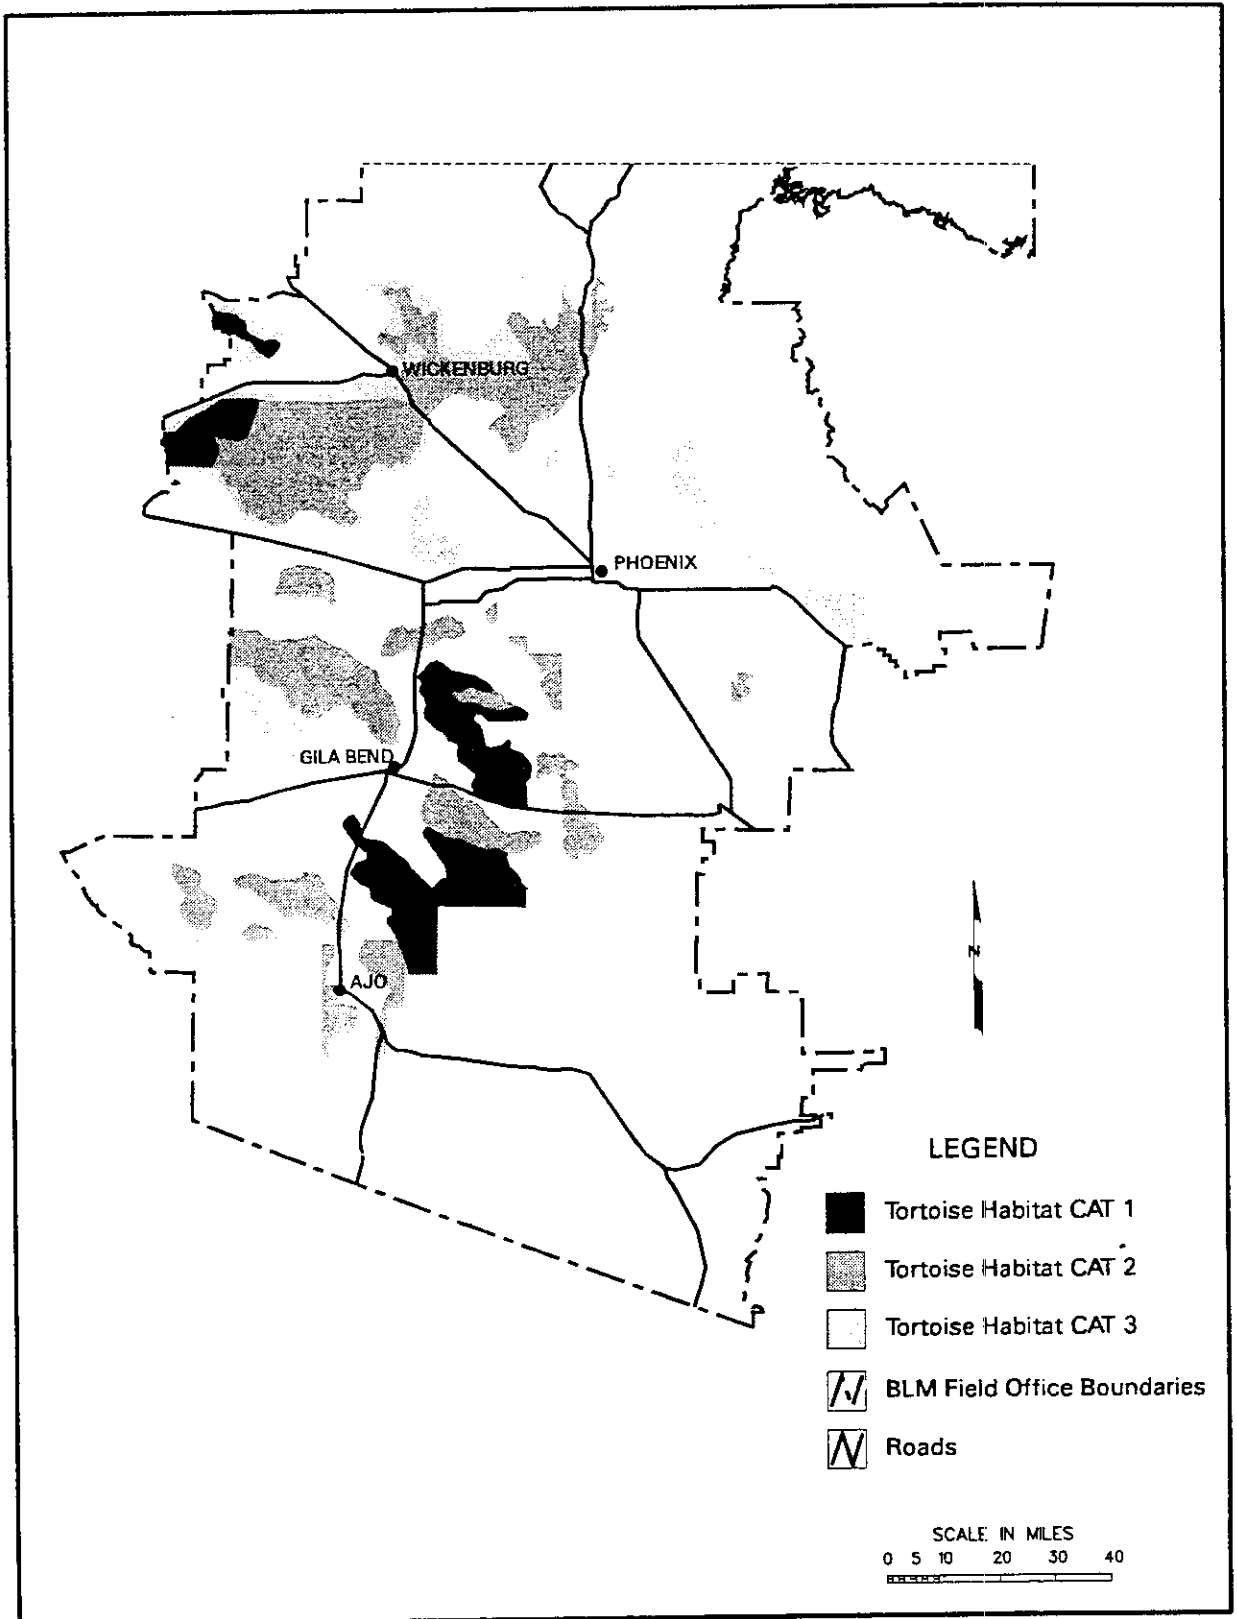 WICKENBURG
PHOENIX
GILA BEND
AJO
N
LEGEND
Tortoise Habitat CAT 1
Tortoise Habitat CAT 2
Tortoise Habitat CAT 3
BLM Field Office Boundaries
Roads
SCALE IN MILES
0 5 10 20 30 40